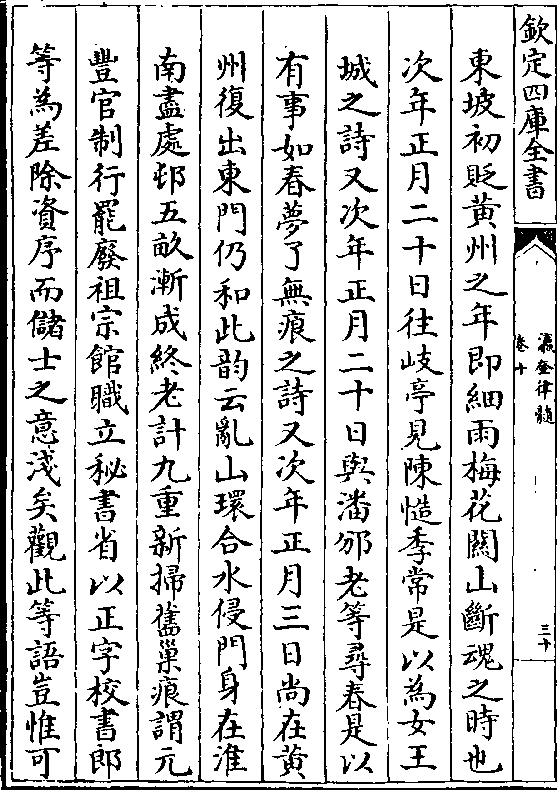 欽定四庫全書
瀛奎律髓
卷十
三十
東坡初貶黃州之年即細雨梅花關山斷魂之時也
次年正月二十日往岐亭見陳慥季常是以為女王
城之詩又次年正月二十日與潘邠老等尋春是以
有事如春夢了無痕之詩又次年正月三日尚在黃
州復出東門仍和此韵云亂山環合水侵門身在淮
南盡處邨五畝漸成終老計九重新掃舊巢痕謂元
豐官制行罷廢祖宗館職立秘書省以正字校書郎
等為差除資序而儲士之意淺矣觀此等語豈惟可